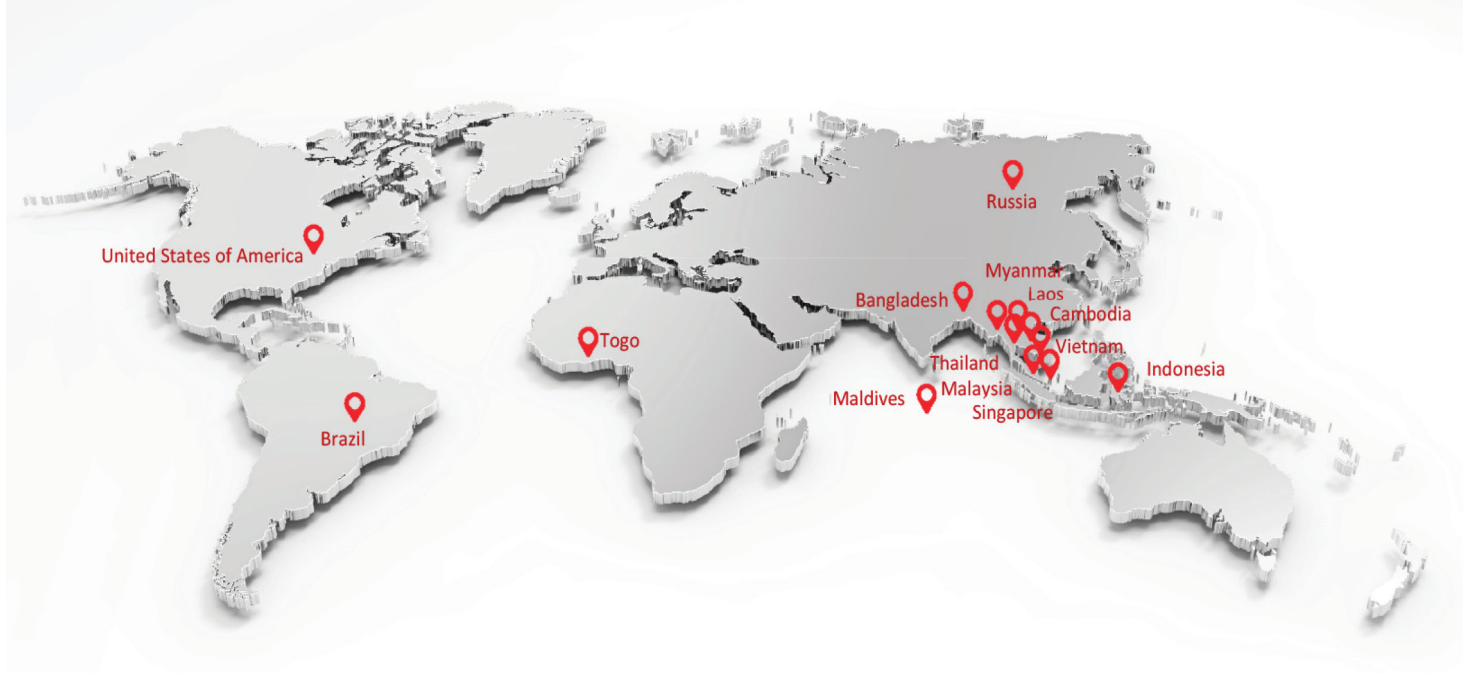 Russia
United States of America
Myanmar
Bangladesh
Laos
Cambodia
Togo
Vietnam
Thailand
Indonesia
Malaysia
Maldives
Singapore
Brazil